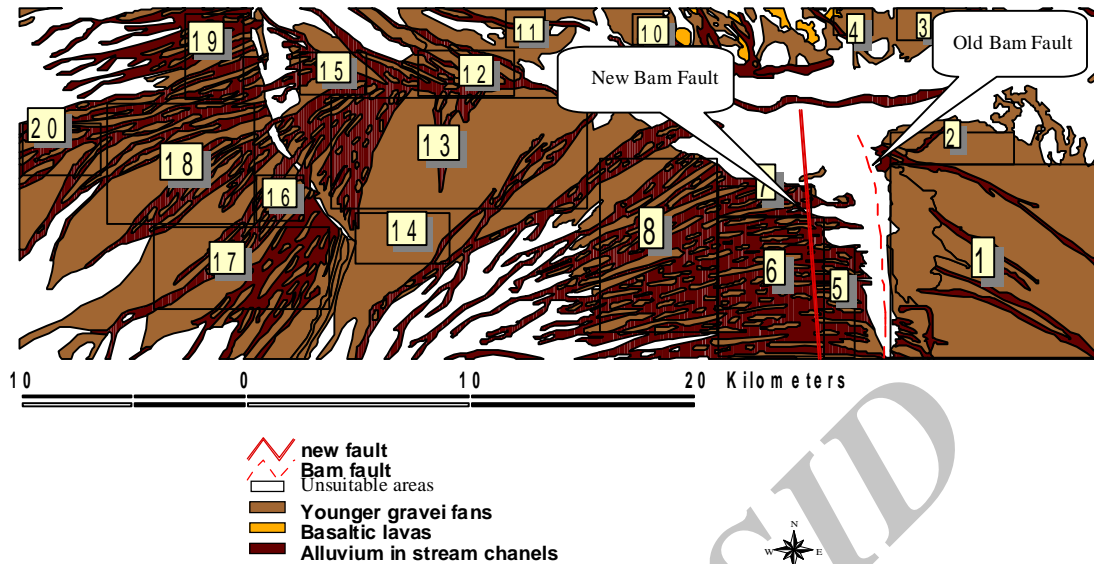 19
11
10
4
3
Old Bam Fault
15
12
New Bam Fault
20
13
2
18
7
16
14
8
17
6
5
1
10 0 10 20 Kilometers
new fault
Bam fault
Unsuitable areas
Younger gravei fans
Basaltic lavas
Alluvium in stream chanels
N
W E
S
SID